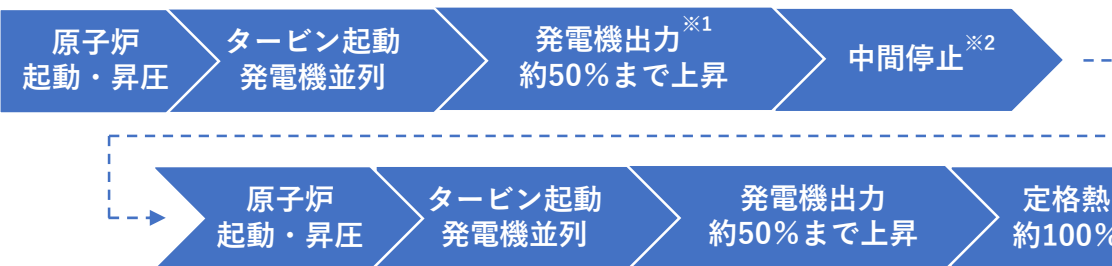 原子炉
起動・昇圧
タービン起動
発電機並列
発電機出力※1
約50%まで上昇
中間停止※2
原子炉
起動・昇圧
タービン起動
発電機並列
発電機出力
約50%まで上昇
定格熱
約100%